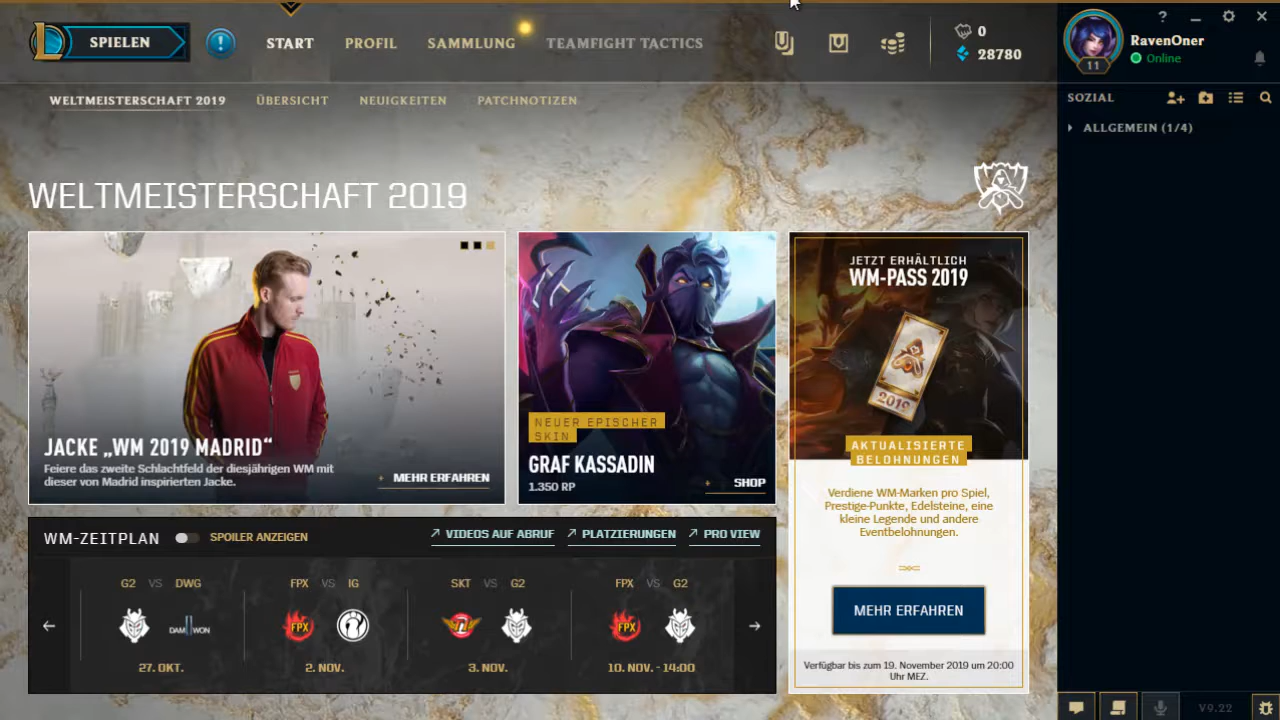 SPIELEN
START
PROFIL
SAMMLUNG
TEAMFIGHT TACTICS
0
28780
11
RavenOner
Online
WELTMEISTERSCHAFT 2019
ÜBERSICHT
NEUIGKEITEN
PATCHNOTIZEN
SOZIAL
ALLGEMEIN (1/4)
WELTMEISTERSCHAFT 2019
JACKE „WM 2019 MADRID“
Feiere das zweite Schlachtfeld der diesjährigen WM mit
dieser von Madrid inspirierten Jacke.
MEHR ERFAHREN
NEUER EPISCHER
SKIN
GRAF KASSADIN
1.350 RP
SHOP
JETZT ERHÄLTLICH
WM-PASS 2019
2019
AKTUALISIERTE
BELOHNUNGEN
Verdiene WM-Marken pro Spiel,
Prestige-Punkte, Edelsteine, eine
kleine Legende und andere
Eventbelohnungen.
MEHR ERFAHREN
Verfügbar bis zum 19. November 2019 um 20:00
Uhr MEZ.
WM-ZEITPLAN
SPOILER ANZEIGEN
VIDEOS AUF ABRUF
PLATZIERUNGEN
PRO VIEW
G2 VS DWG
DAMWON
27. OKT.
FPX VS IG
FPX
2. NOV.
SKT VS G2
3. NOV.
FPX VS G2
FPX
10. NOV. - 14:00
V9.22